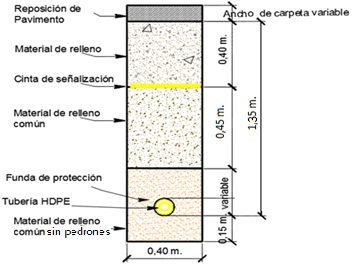 Reposición de
Pavimento
Ancho de carpeta variable
Material de relleno
0,40 m.
Cinta de señalización
Material de relleno
común
0,45 m.
1,35 m.
Funda de protección
variable
Tubería HDPE
Material de relleno
común sin pedrones
0,15 m.
0,40 m.